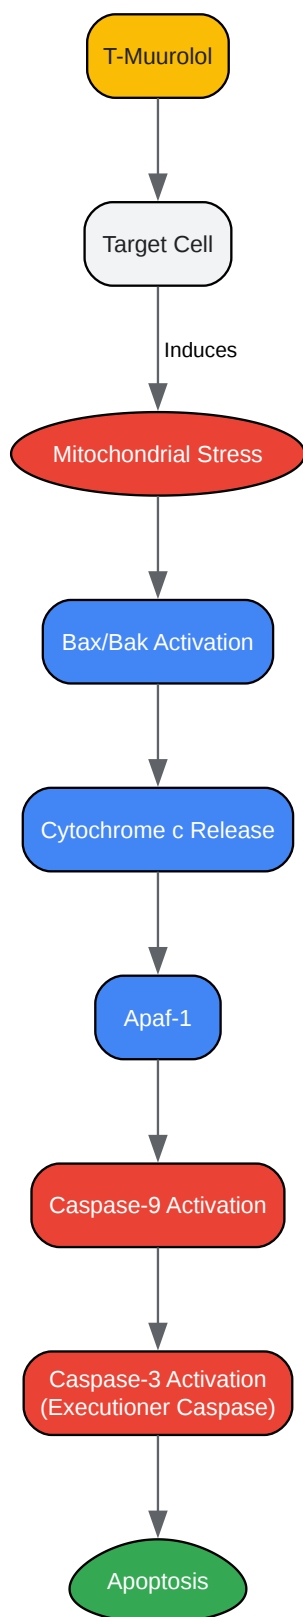 T-Muurolol
Target Cell
Induces
Mitochondrial Stress
Bax/Bak Activation
Cytochrome c Release
Apaf-1
Caspase-9 Activation
Caspase-3 Activation
(Executioner Caspase)
Apoptosis